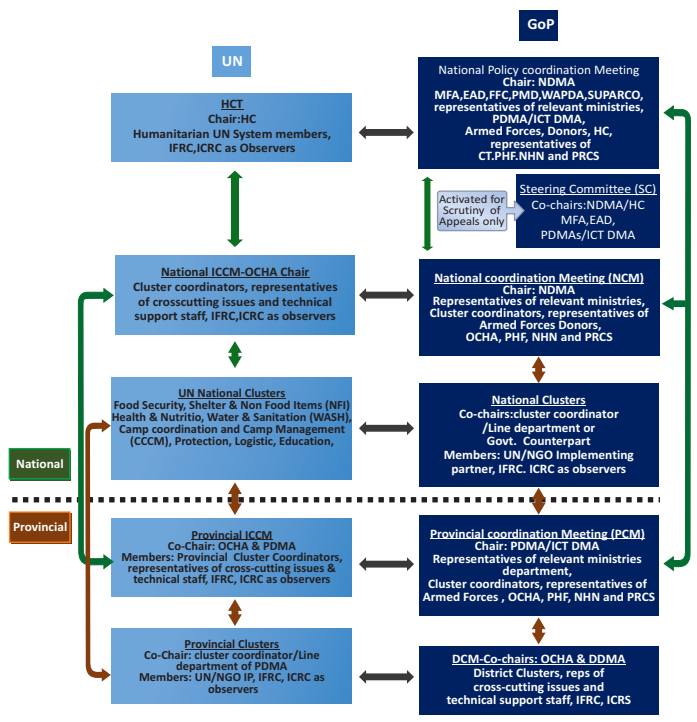 GoP
UN
National Policy coordination Meeting
Chair: NDMA
MFA,EAD,FFC,PMD,WAPDA,SUPARCO,
representatives of relevant ministries,
PDMA/ICT DMA,
Armed Forces, Donors, HC,
representatives of
CT.PHF.NHN and PRCS
HCT
Chair:HC
Humanitarian UN System members,
IFRC,ICRC as Observers
Activated for
Scrutiny of
Appeals only
Steering Committee (SC)
Co-chairs:NDMA/HC
MFA,EAD,
PDMAs/ICT DMA
National ICCM-OCHA Chair
Cluster coordinators, representatives
of crosscutting issues and technical
support staff, IFRC,ICRC as observers
National coordination Meeting (NCM)
Chair: NDMA
Representatives of relevant ministries,
Cluster coordinators, representatives of
Armed Forces Donors,
OCHA, PHF, NHN and PRCS
UN National Clusters
Food Security, Shelter & Non Food Items (NFI)
Health & Nutritio, Water & Sanitation (WASH),
Camp coordination and Camp Management
(CCCM), Protection, Logistic, Education,
National Clusters
Co-chairs:cluster coordinator
/Line department or
Govt. Counterpart
Members: UN/NGO Implementing
partner, IFRC. ICRC as observers
National
Provincial
Provincial ICCM
Co-Chair: OCHA & PDMA
Members: Provincial Cluster Coordinators,
representatives of cross-cutting issues &
technical staff, IFRC, ICRC as observers
Provincial coordination Meeting (PCM)
Chair: PDMA/ICT DMA
Representatives of relevant ministries
department,
Cluster coordinators, representatives of
Armed Forces , OCHA, PHF, NHN and PRCS
Provincial Clusters
Co-Chair: cluster coordinator/Line
department of PDMA
Members: UN/NGO IP, IFRC, ICRC as
observers
DCM-Co-chairs: OCHA & DDMA
District Clusters, reps of
cross-cutting issues and
technical support staff, IFRC, ICRS